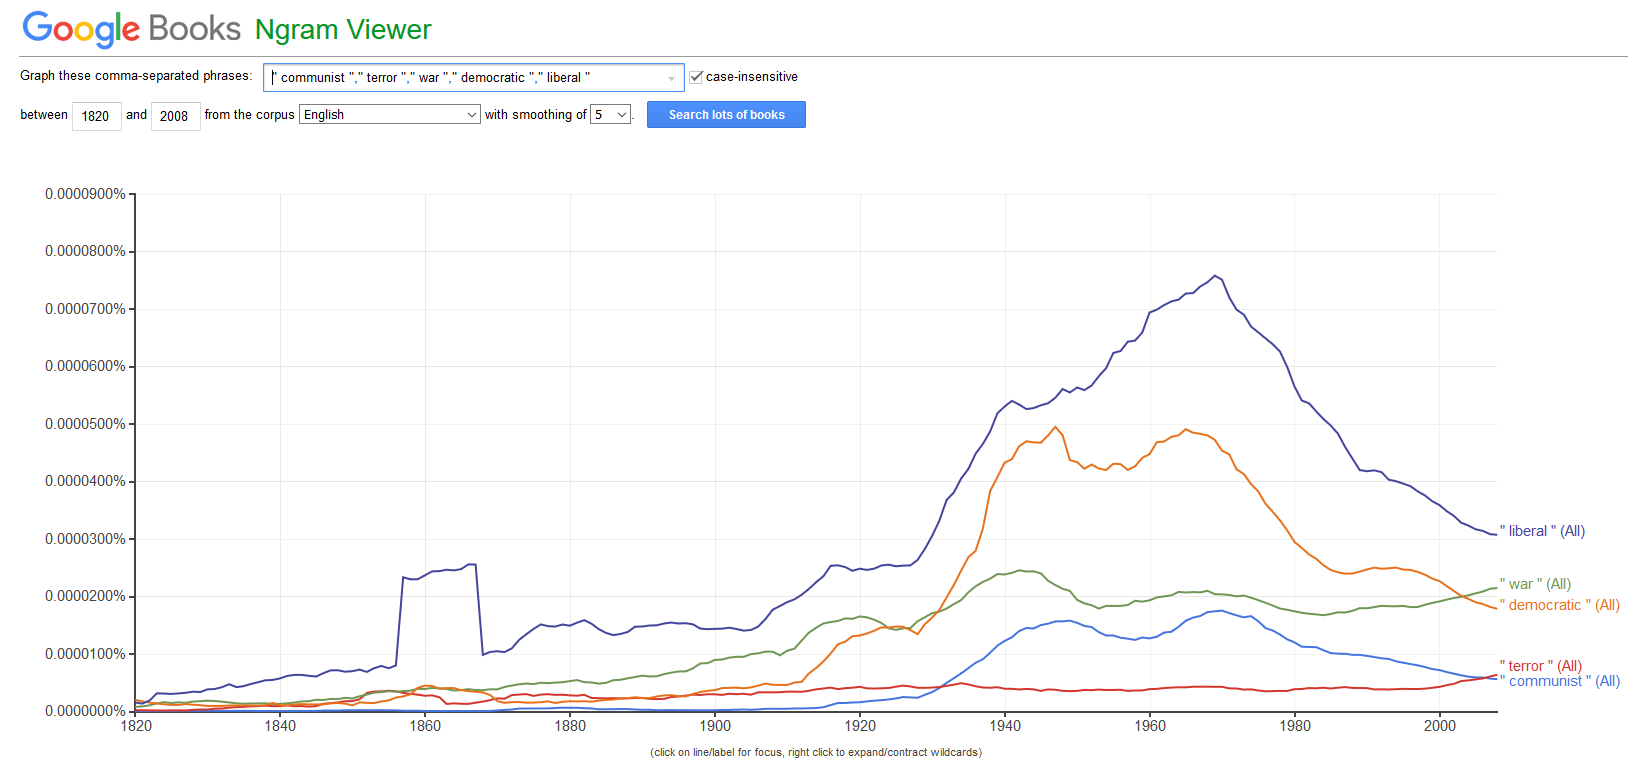 Google Books Ngram Viewer
Graph these comma-separated phrases: " communist "," terror "," war "," democratic "," liberal " case-insensitive
between 1820 and 2008 from the corpus English with smoothing of 5 . Search lots of books
0.0000900%
0.0000800%
0.0000700%
0.0000600%
0.0000500%
0.0000400%
0.0000300%
0.0000200%
0.0000100%
0.0000000%
" liberal " (All)
" war " (All)
" democratic " (All)
" terror " (All)
" communist " (All)
1820 1840 1860 1880 1900 1920 1940 1960 1980 2000
(click on line/label for focus, right click to expand/contract wildcards)